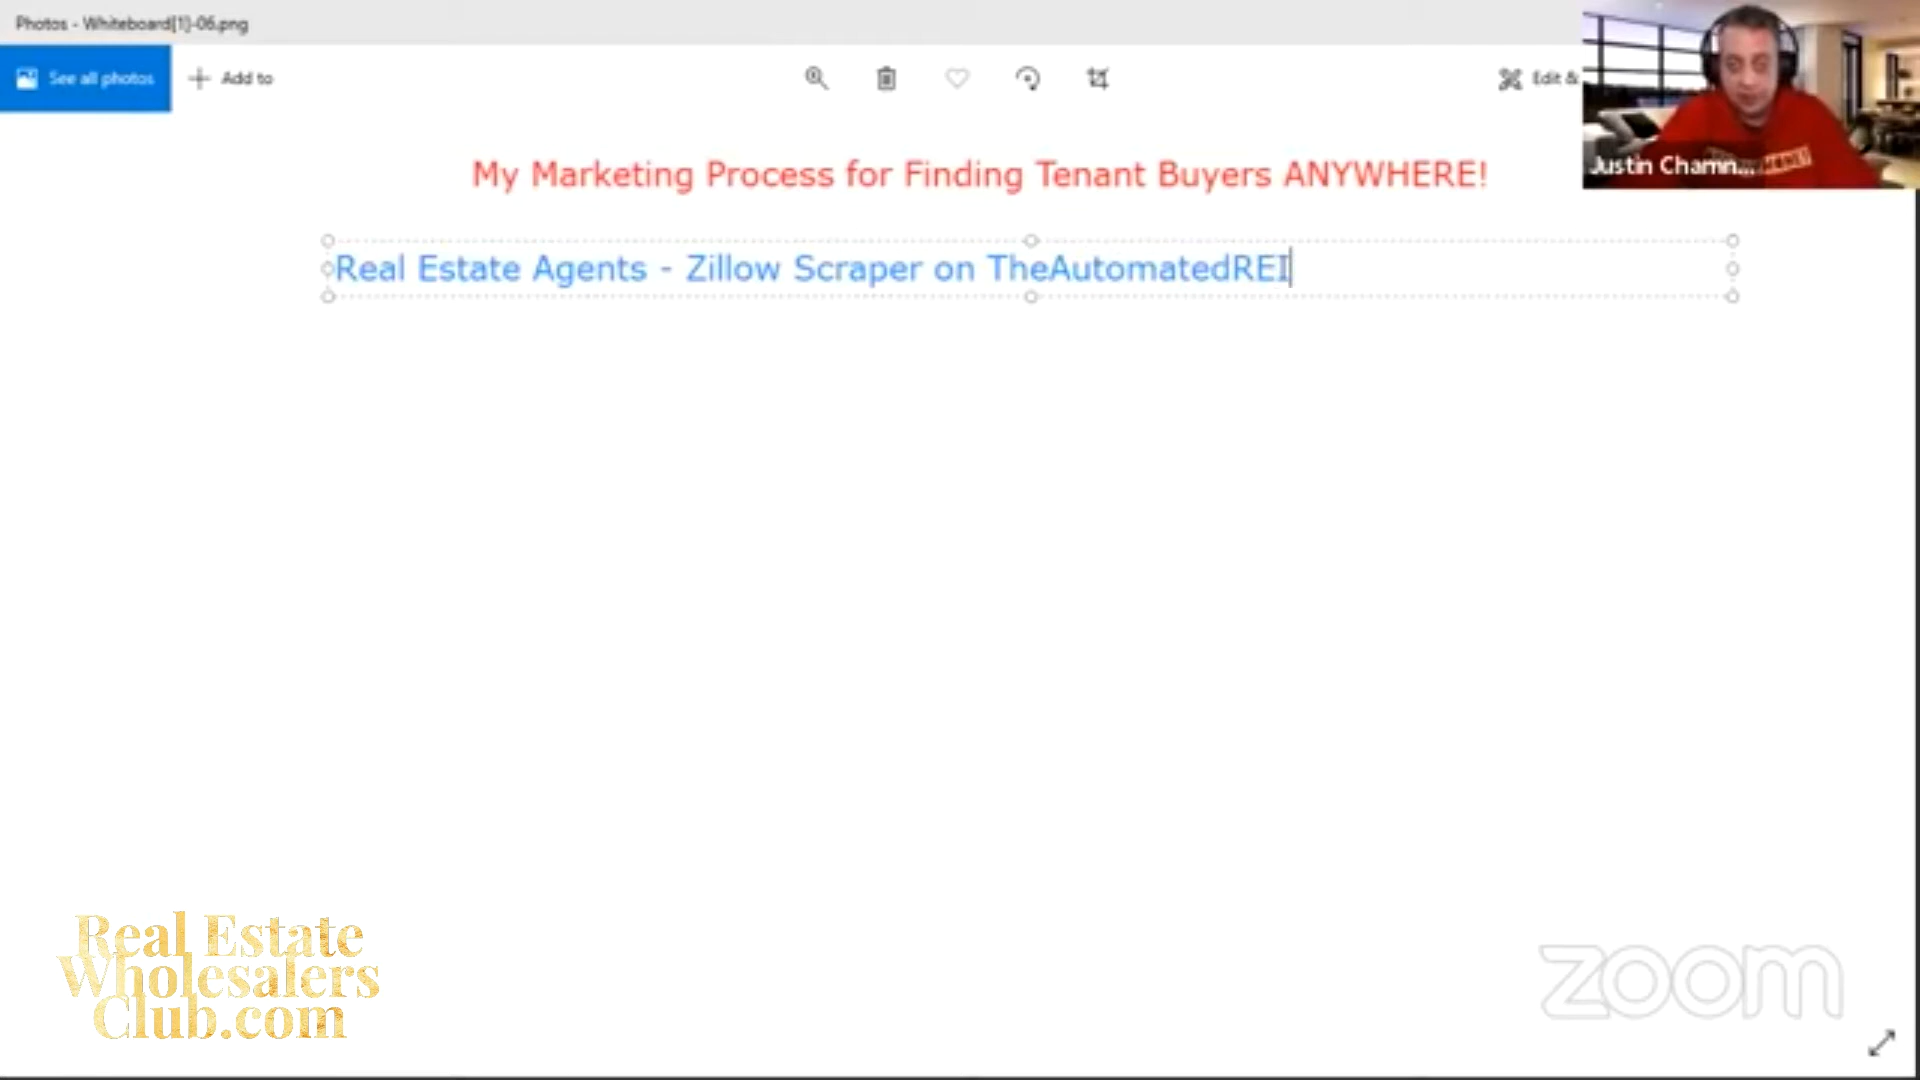 Photos - Whiteboard[1]-06.png
See all photos
Add to
Edit &
Justin Chamn...
My Marketing Process for Finding Tenant Buyers ANYWHERE!
Real Estate Agents - Zillow Scraper on TheAutomatedREI
Real Estate
Wholesalers
Club.com
zoom